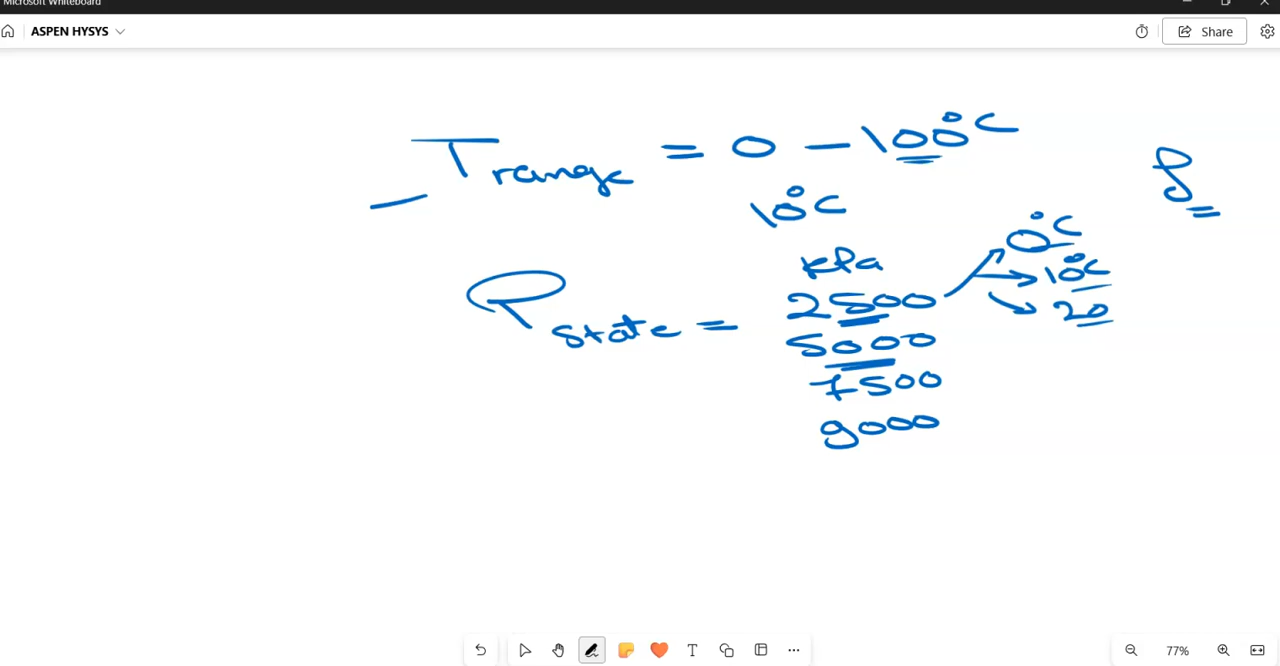 Microsoft Whiteboard
ASPEN HYSYS
Share
T range = 0 - 100°C
10°C
P state =
kPa
2500
5000
7500
9000
0°C
10°C
20
77%